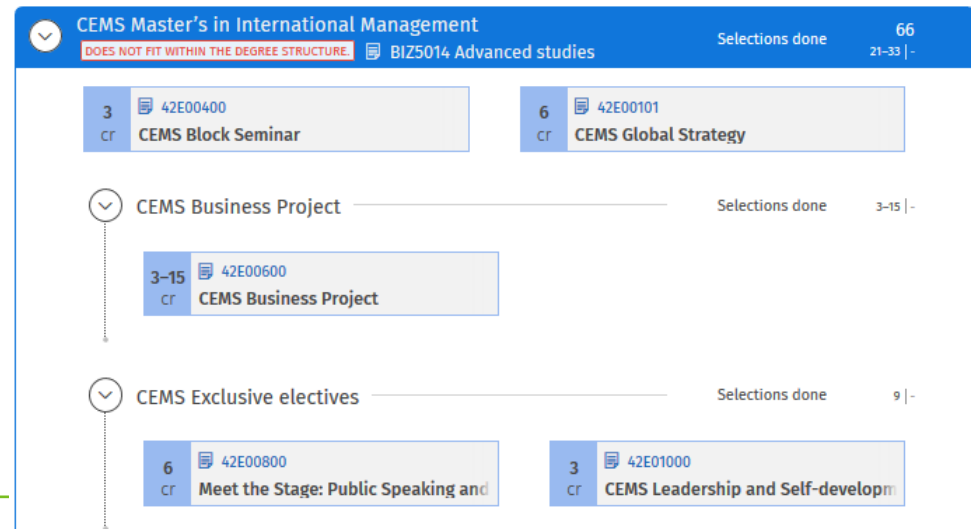 CEMS Master's in International Management
Selections done
66
DOES NOT FIT WITHIN THE DEGREE STRUCTURE.
BIZ5014 Advanced studies
21–33 | -
3 cr
42E00400
CEMS Block Seminar
6 cr
42E00101
CEMS Global Strategy
CEMS Business Project
Selections done
3–15 | -
3–15 cr
42E00600
CEMS Business Project
CEMS Exclusive electives
Selections done
9 | -
6 cr
42E00800
Meet the Stage: Public Speaking and
3 cr
42E01000
CEMS Leadership and Self-developm